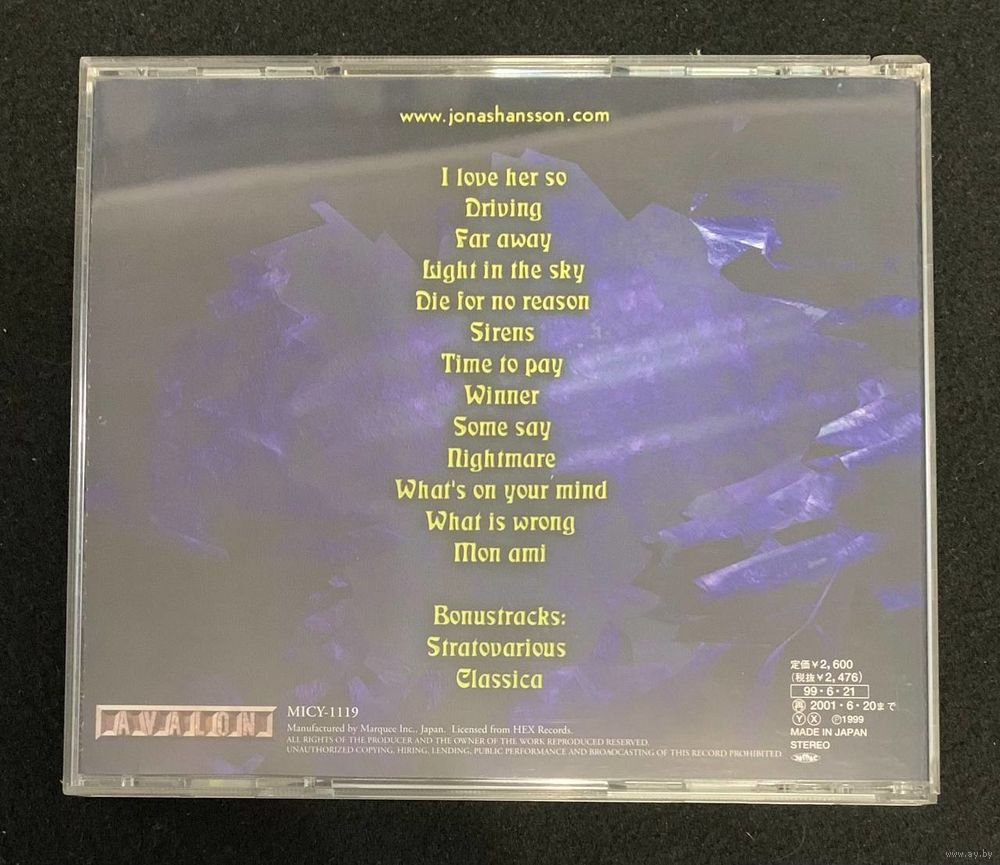 www.jonashansson.com
I love her so
Driving
Far away
Light in the sky
Die for no reason
Sirens
Time to pay
Winner
Some say
Nightmare
What's on your mind
What is wrong
Mon ami
Bonustracks:
Stratovarious
Classica
AVALON
MICY-1119
Manufactured by Marquee Inc., Japan. Licensed from HEX Records.
ALL RIGHTS OF THE PRODUCER AND THE OWNER OF THE WORK REPRODUCED RESERVED.
UNAUTHORIZED COPYING, HIRING, LENDING, PUBLIC PERFORMANCE AND BROADCASTING OF THIS RECORD PROHIBITED.
定価¥2,600
(税抜¥2,476)
99・6・21
再 2001・6・20まで
Ⓨ Ⓧ Ⓟ1999
MADE IN JAPAN
STEREO
www.ay.by